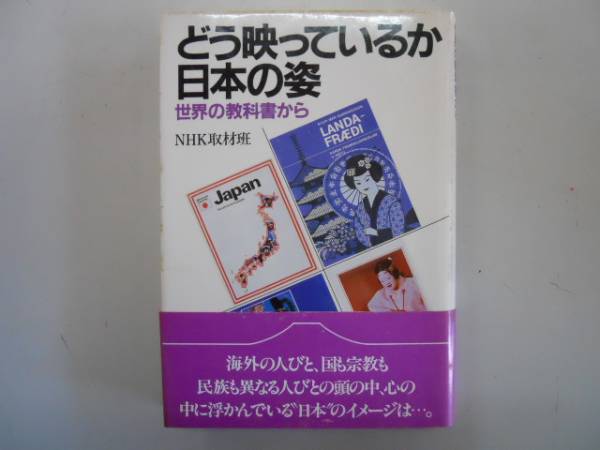 どう映っているか
日本の姿
世界の教科書から
NHK取材班
LANDA-
FRÆÐI
Japan
海外の人びと、国も宗教も
民族も異なる人びとの頭の中、心の
中に浮かんでいる“日本”のイメージは…。